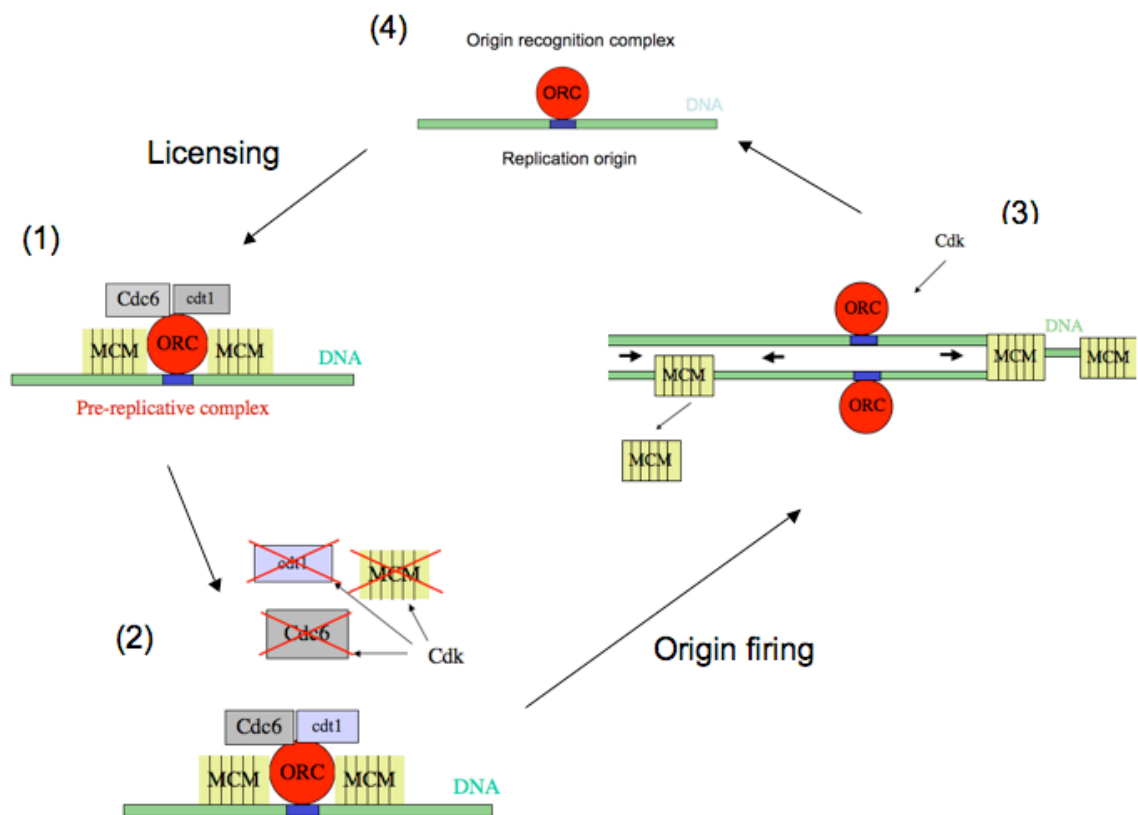 (4)
Origin recognition complex
ORC
DNA
Replication origin
Licensing
(1)
Cdc6 cdt1
MCM ORC MCM
DNA
Pre-replicative complex
(3)
Cdk
ORC
DNA
MCM MCM
MCM
ORC
MCM
(2)
cdt1
MCM
Cdc6
Cdk
Origin firing
Cdc6 cdt1
MCM ORC MCM
DNA